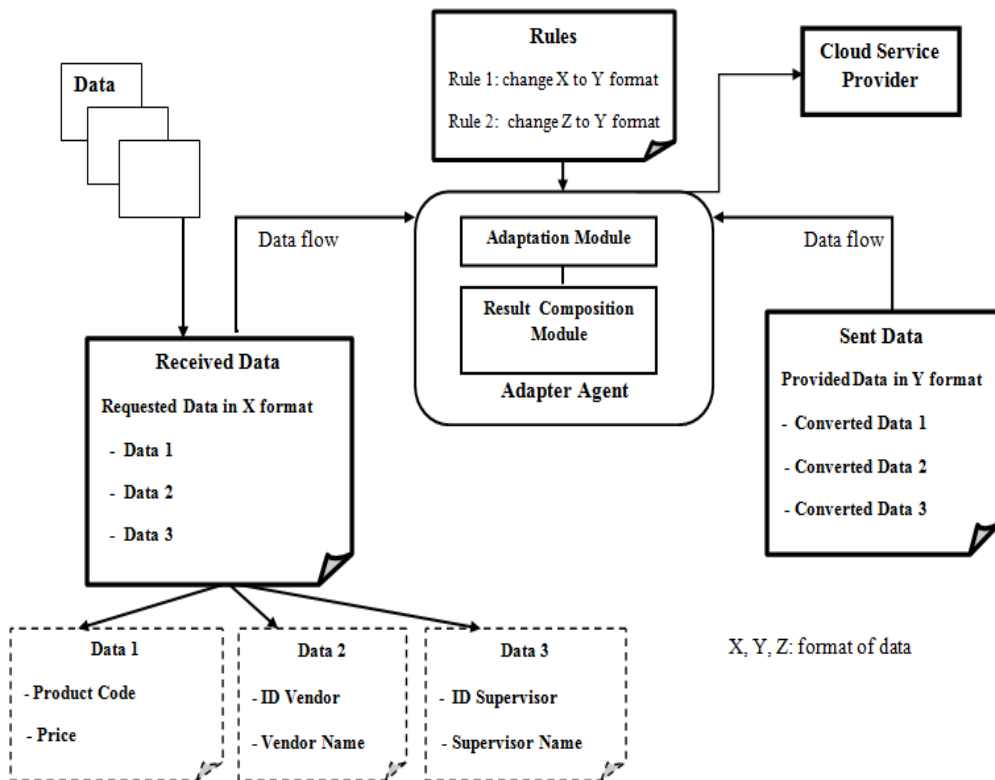 Rules
Rule 1: change X to Y format
Rule 2: change Z to Y format
Cloud Service
Provider
Data
Data flow
Adaptation Module
Result Composition
Module
Adapter Agent
Data flow
Received Data
Requested Data in X format
- Data 1
- Data 2
- Data 3
Sent Data
Provided Data in Y format
- Converted Data 1
- Converted Data 2
- Converted Data 3
Data 1
- Product Code
- Price
Data 2
- ID Vendor
- Vendor Name
Data 3
- ID Supervisor
- Supervisor Name
X, Y, Z: format of data